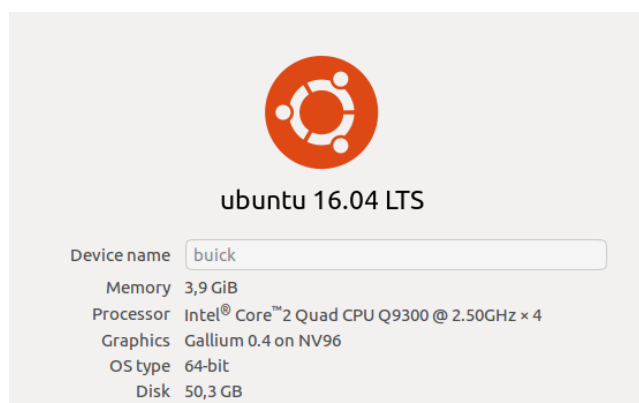 ubuntu 16.04 LTS
Device name buick
Memory 3,9 GiB
Processor Intel® Core™2 Quad CPU Q9300 @ 2.50GHz × 4
Graphics Gallium 0.4 on NV96
OS type 64-bit
Disk 50,3 GB